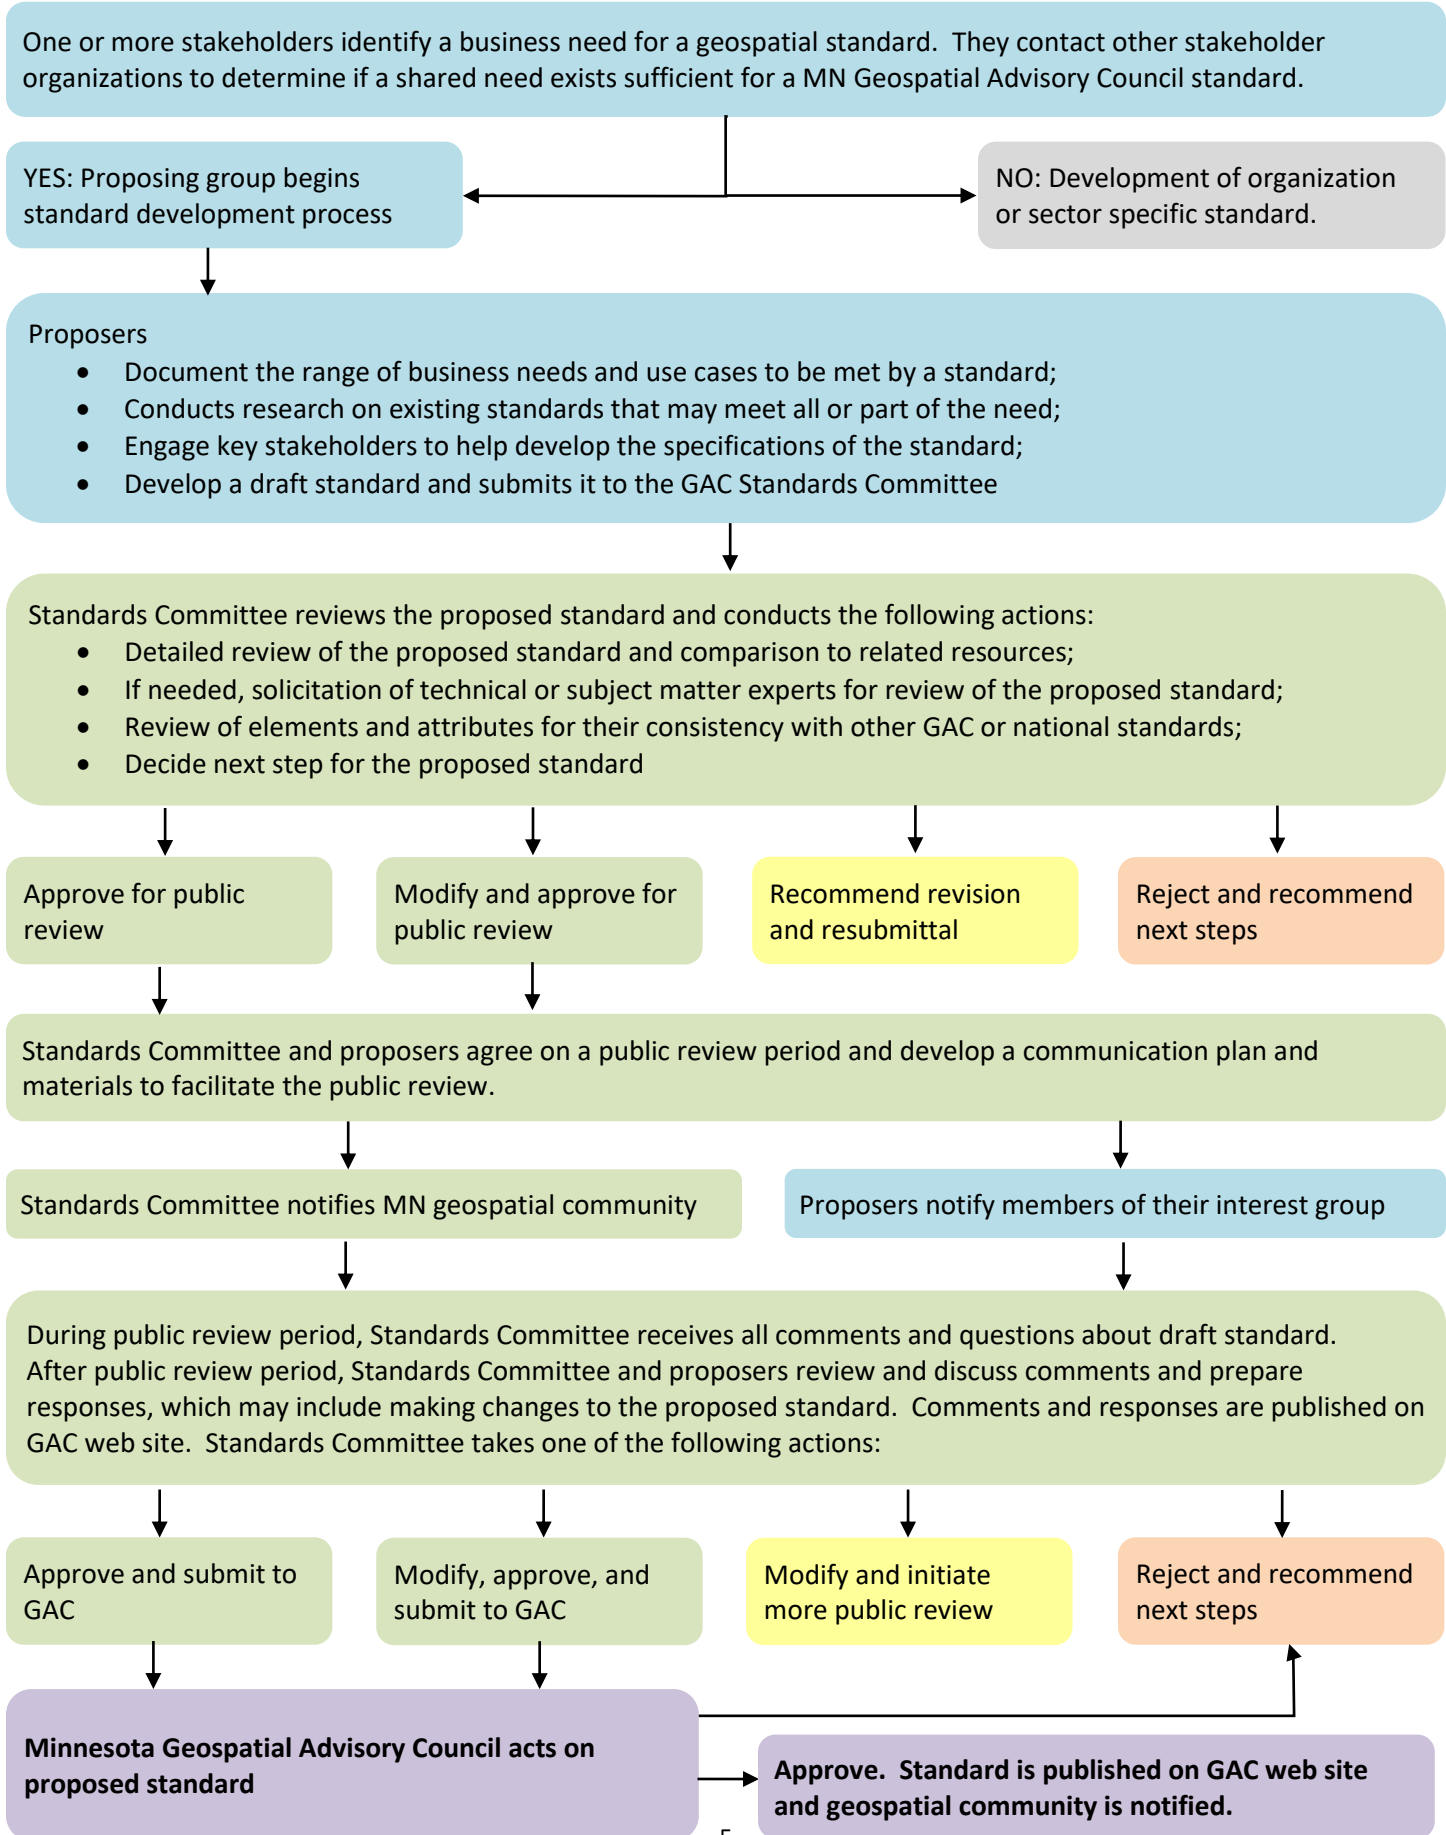 One or more stakeholders identify a business need for a geospatial standard.  They contact other stakeholder
organizations to determine if a shared need exists sufficient for a MN Geospatial Advisory Council standard.
YES: Proposing group begins
standard development process
NO: Development of organization
or sector specific standard.
Proposers
• Document the range of business needs and use cases to be met by a standard;
• Conducts research on existing standards that may meet all or part of the need;
• Engage key stakeholders to help develop the specifications of the standard;
• Develop a draft standard and submits it to the GAC Standards Committee
Standards Committee reviews the proposed standard and conducts the following actions:
• Detailed review of the proposed standard and comparison to related resources;
• If needed, solicitation of technical or subject matter experts for review of the proposed standard;
• Review of elements and attributes for their consistency with other GAC or national standards;
• Decide next step for the proposed standard
Approve for public
review
Modify and approve for
public review
Recommend revision
and resubmittal
Reject and recommend
next steps
Standards Committee and proposers agree on a public review period and develop a communication plan and
materials to facilitate the public review.
Standards Committee notifies MN geospatial community
Proposers notify members of their interest group
During public review period, Standards Committee receives all comments and questions about draft standard.
After public review period, Standards Committee and proposers review and discuss comments and prepare
responses, which may include making changes to the proposed standard.  Comments and responses are published on
GAC web site.  Standards Committee takes one of the following actions:
Approve and submit to
GAC
Modify, approve, and
submit to GAC
Modify and initiate
more public review
Reject and recommend
next steps
Minnesota Geospatial Advisory Council acts on
proposed standard
Approve.  Standard is published on GAC web site
and geospatial community is notified.